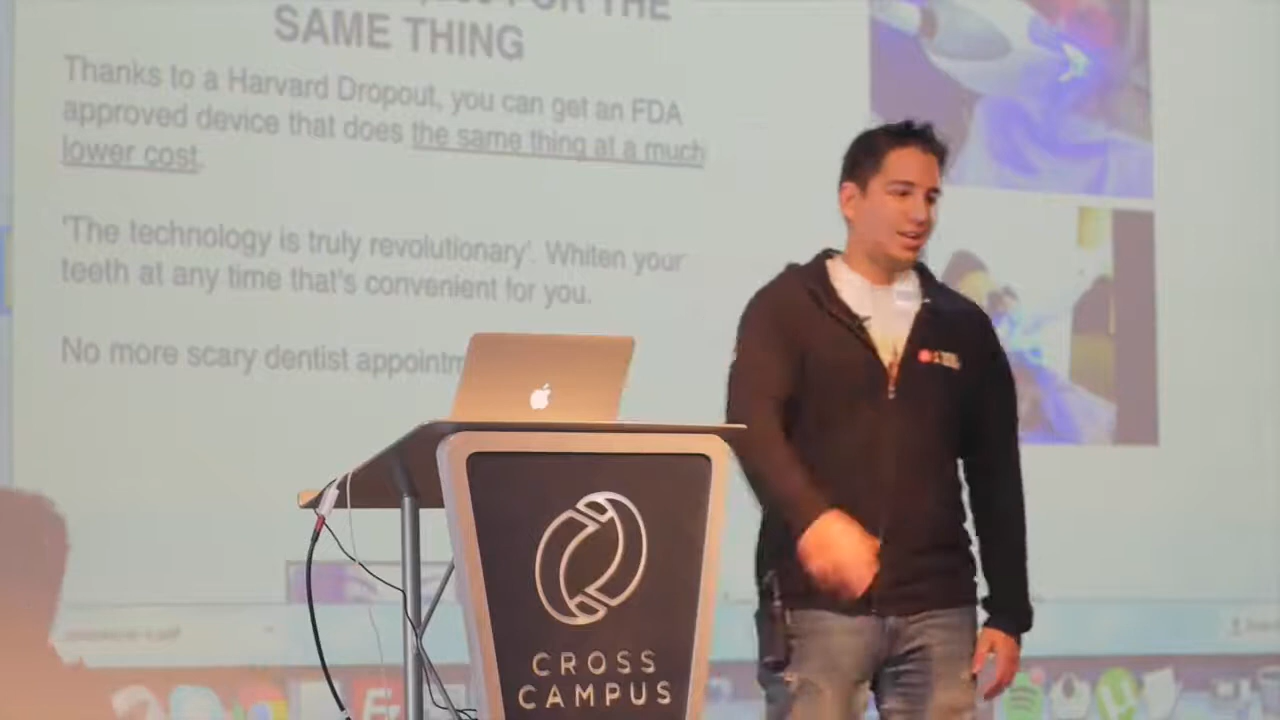 FOR THE
SAME THING
Thanks to a Harvard Dropout, you can get an FDA
approved device that does the same thing at a much
lower cost.
'The technology is truly revolutionary'. Whiten your
teeth at any time that's convenient for you.
No more scary dentist
CROSS
CAMPUS